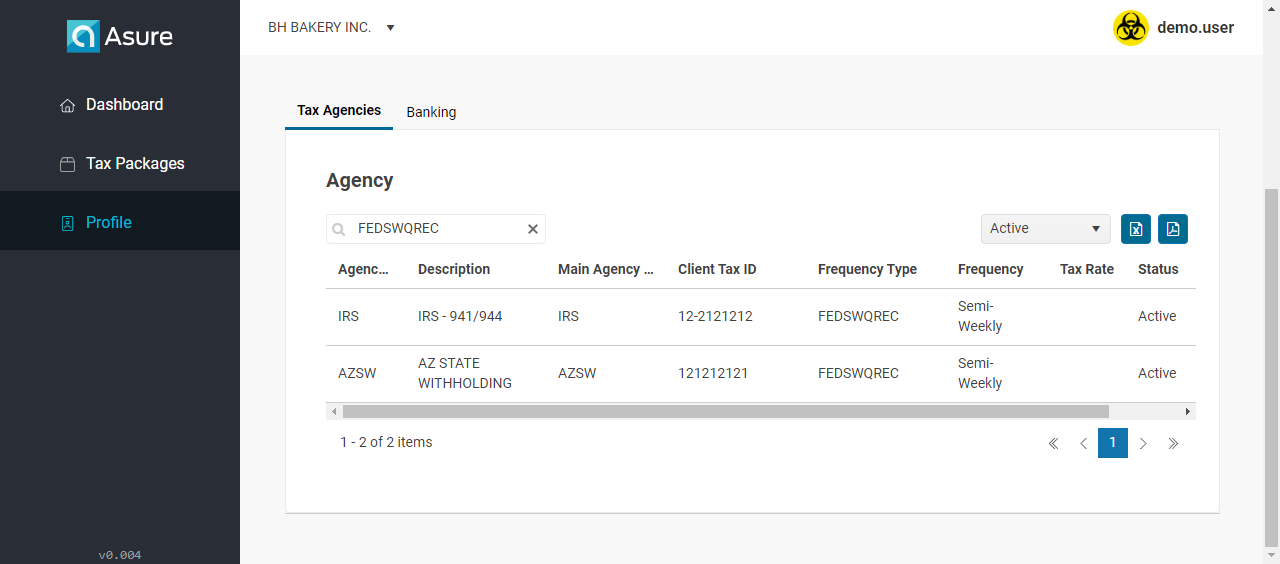 Asure
BH BAKERY INC.
demo.user
Dashboard
Tax Packages
Profile
v0.004
Tax Agencies
Banking
Agency
FEDSWQREC
Active
Agenc... Description Main Agency ... Client Tax ID Frequency Type Frequency Tax Rate Status
IRS IRS - 941/944 IRS 12-2121212 FEDSWQREC Semi-
Weekly Active
AZSW AZ STATE
WITHHOLDING AZSW 121212121 FEDSWQREC Semi-
Weekly Active
1 - 2 of 2 items
1